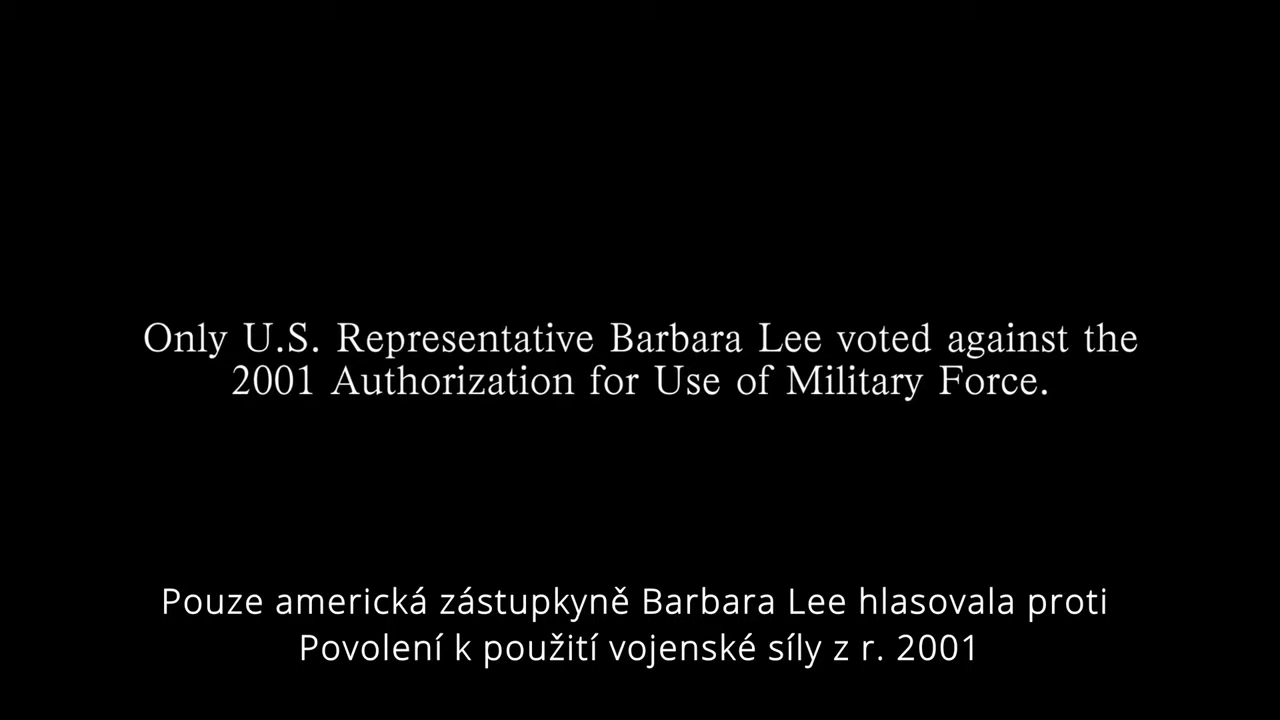 Only U.S. Representative Barbara Lee voted against the
2001 Authorization for Use of Military Force.
Pouze americká zástupkyně Barbara Lee hlasovala proti
Povolení k použití vojenské síly z r. 2001